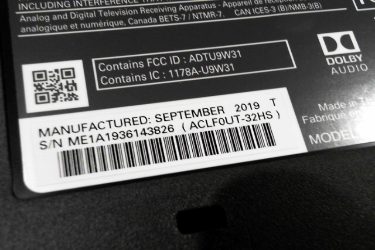 INCLUDING INTERFERENCE THAT
Analog and Digital Television Receiving Apparatus - Appareil de
analogique et numérique, Canada BETS-7 / NTMR-7. CAN ICES-3 (B)/NMB-3(B)
Contains FCC ID : ADTU9W31
Contains IC : 1178A-U9W31
DOLBY
AUDIO
MANUFACTURED: SEPTEMBER 2019 T
S/N ME1A1936143826 ( ACLF0UT-32HS )
Made in
Fabriqué en
MODEL